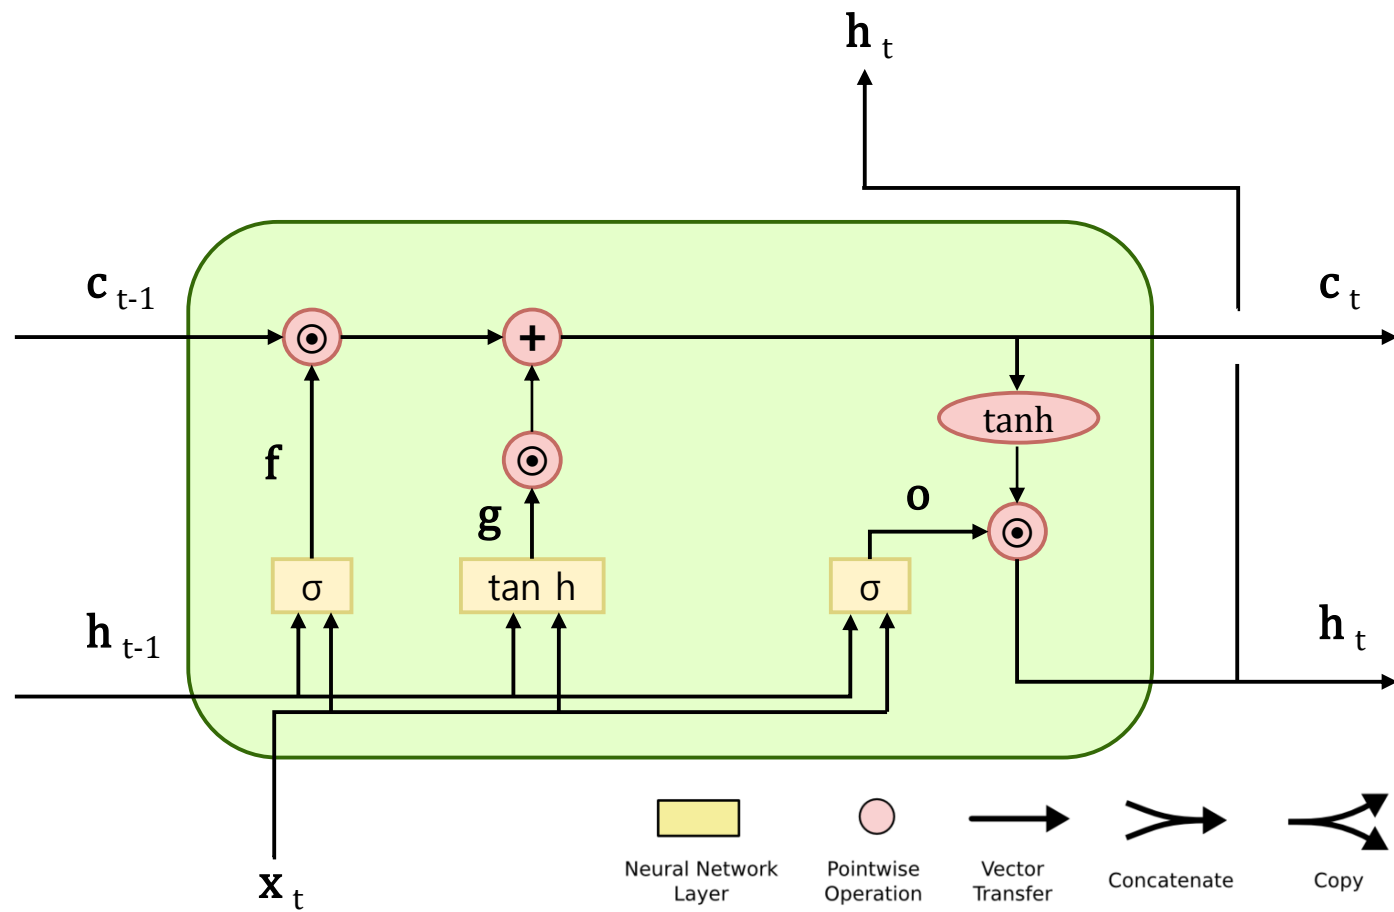 h t
c t-1
c t
+
tanh
f
o
g
σ
tan h
σ
h t-1
h t
x t
Neural Network
Layer
Pointwise
Operation
Vector
Transfer
Concatenate
Copy